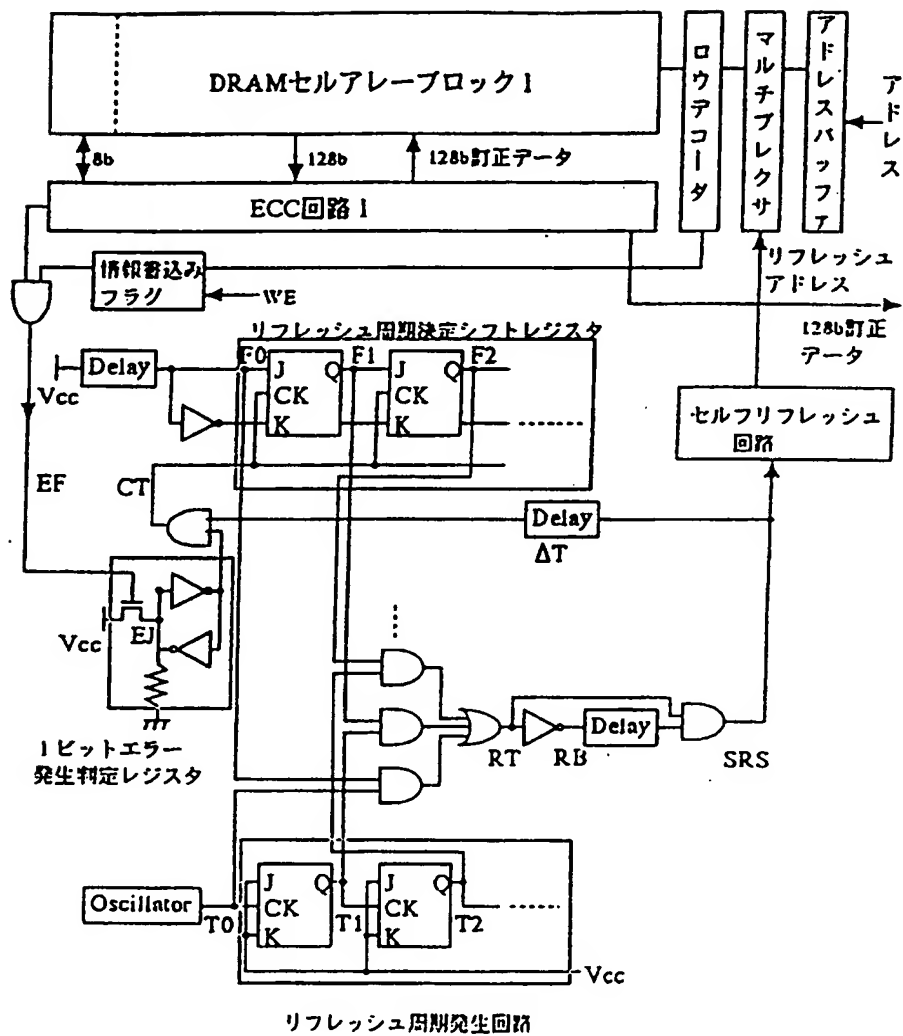 DRAMセルアレーブロック1
ロウデコーダ
マルチプレクサ
アドレスバッファ
アドレス
8b
128b
128b訂正データ
ECC回路1
情報書込み
フラグ
WE
リフレッシュ
アドレス
128b訂正
データ
リフレッシュ周期決定シフトレジスタ
Vcc
Delay
F0
J
CK
K
Q
F1
J
CK
K
Q
F2
セルフリフレッシュ
回路
EF
CT
Delay
ΔT
Vcc
EJ
1ビットエラー
発生判定レジスタ
RT
RB
Delay
SRS
Oscillator
T0
J
CK
K
Q
T1
J
CK
K
Q
T2
Vcc
リフレッシュ周期発生回路